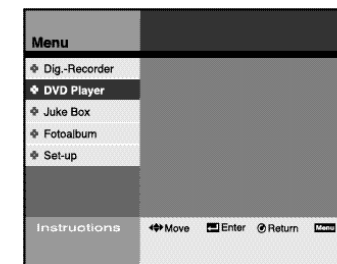 Menu
Dig.-Recorder
DVD Player
Juke Box
Fotoalbum
Set-up
Instructions Move Enter Return Menu